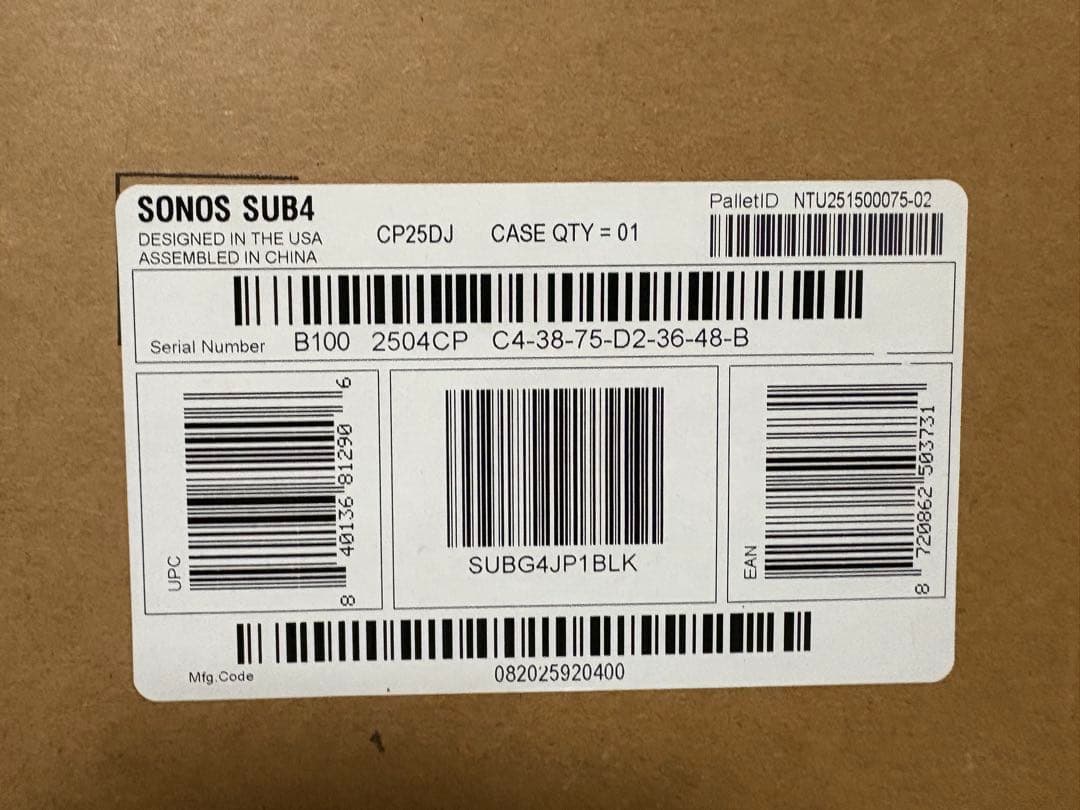 SONOS SUB4
DESIGNED IN THE USA
ASSEMBLED IN CHINA
CP25DJ CASE QTY = 01
PalletID NTU251500075-02
Serial Number B100 2504CP C4-38-75-D2-36-48-B
UPC
8 40136 81290 6
SUBG4JP1BLK
EAN
8 720862 503731
Mfg.Code 082025920400